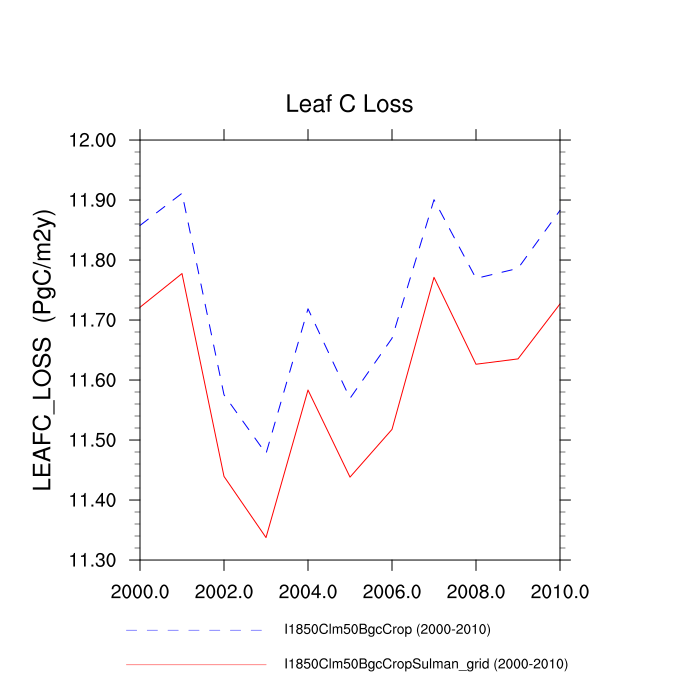 Leaf C Loss
LEAFC_LOSS (PgC/m2y)
12.00
11.90
11.80
11.70
11.60
11.50
11.40
11.30
2000.0 2002.0 2004.0 2006.0 2008.0 2010.0
I1850Clm50BgcCrop (2000-2010)
I1850Clm50BgcCropSulman_grid (2000-2010)